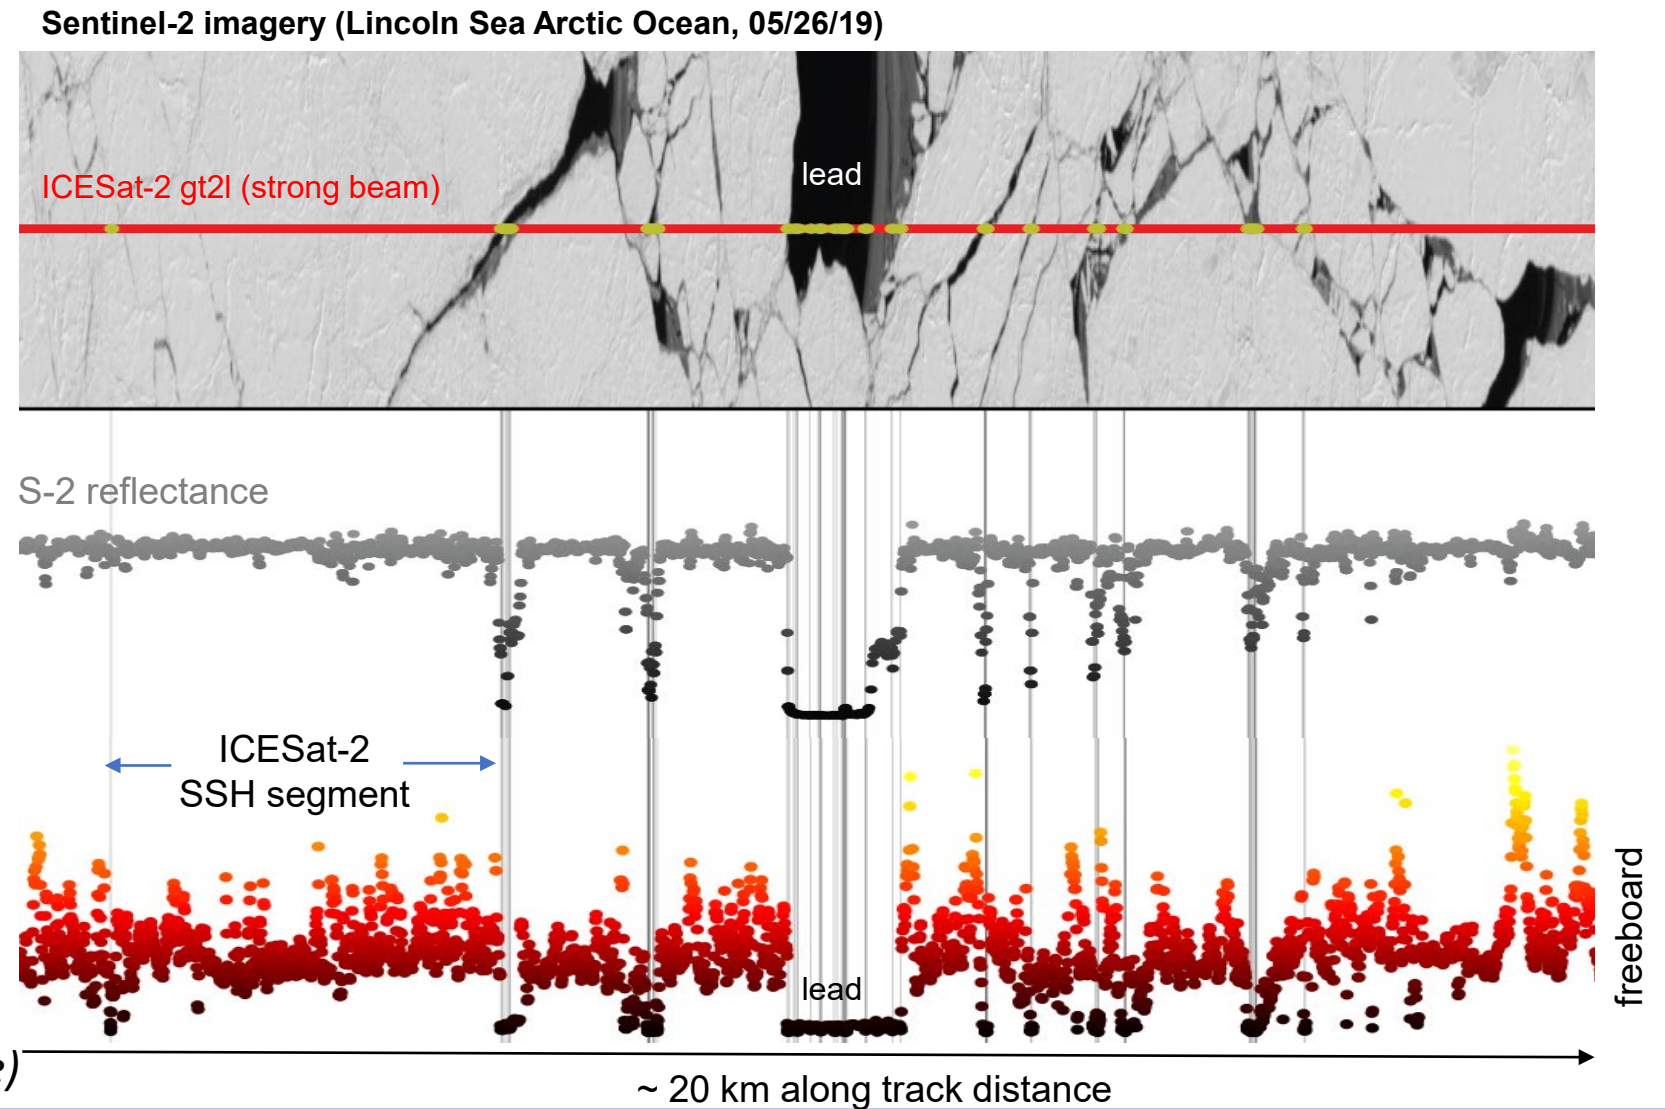 Sentinel-2 imagery (Lincoln Sea Arctic Ocean, 05/26/19)
lead
ICESat-2 gt2l (strong beam)
S-2 reflectance
ICESat-2
SSH segment
lead
freeboard
~ 20 km along track distance